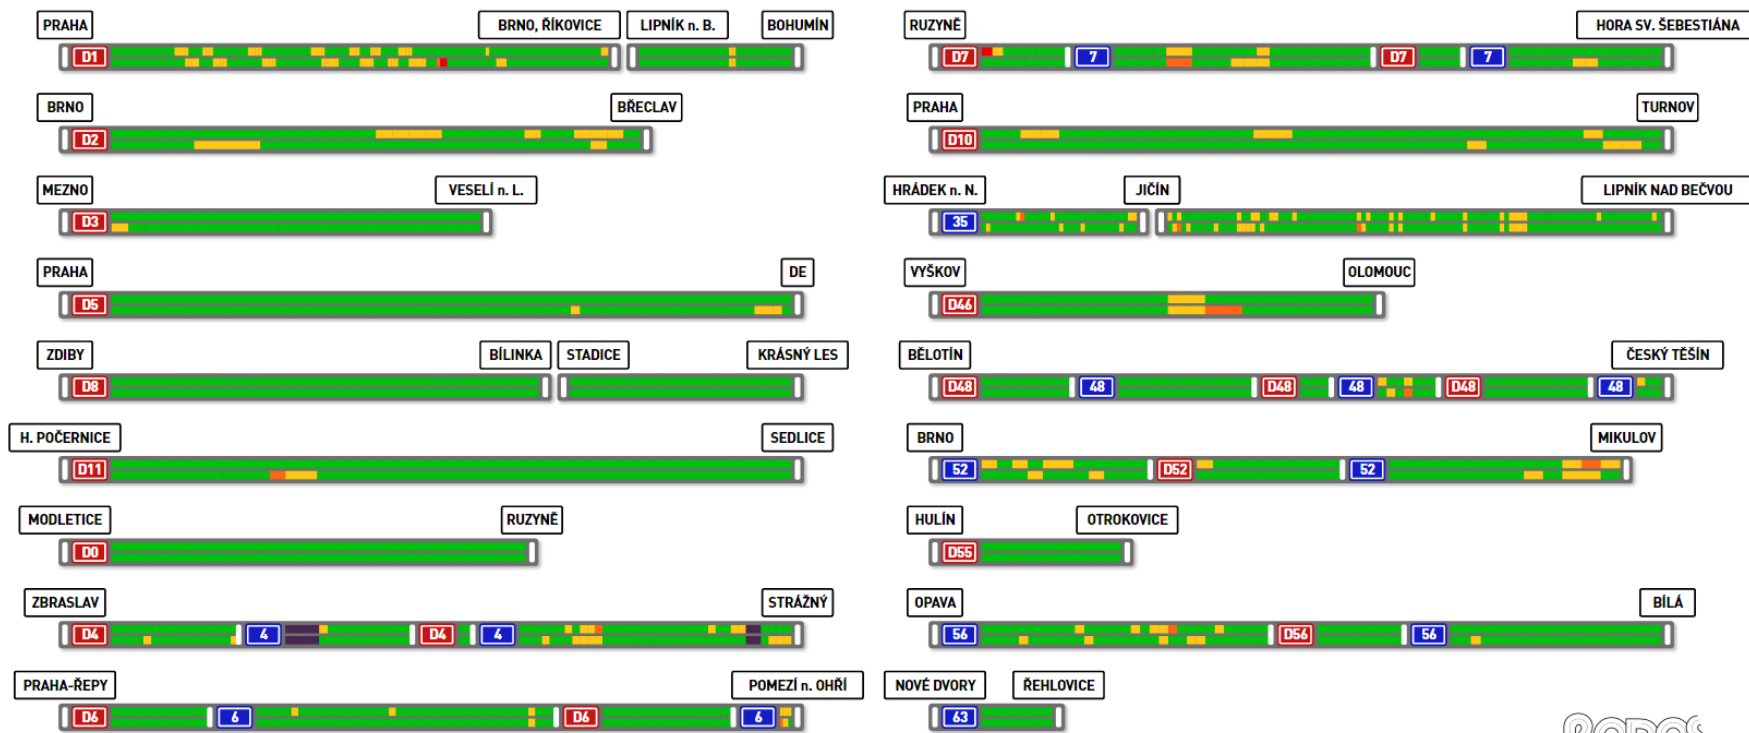 PRAHA BRNO, ŘÍKOVICE LIPNÍK n. B. BOHUMÍN
D1
BRNO BŘECLAV
D2
MEZNO VESELÍ n. L.
D3
PRAHA DE
D5
ZDIBY BÍLINKA STADICE KRÁSNÝ LES
D8
H. POČERNICE SEDLICE
D11
MODLETICE RUZYNĚ
D0
ZBRASLAV STRÁŽNÝ
D4 4 D4 4
PRAHA-ŘEPY POMEZÍ n. OHŘÍ
D6 6 D6 6
RUZYNĚ HORA SV. ŠEBESTIÁNA
D7 7 D7 7
PRAHA TURNOV
D10
HRÁDEK n. N. JIČÍN LIPNÍK NAD BEČVOU
35
VYŠKOV OLOMOUC
D46
BĚLOTÍN ČESKÝ TĚŠÍN
D48 48 D48 48 D48 48
BRNO MIKULOV
52 D52 52
HULÍN OTROKOVICE
D55
OPAVA BÍLÁ
56 D56 56
NOVÉ DVORY ŘEHLOVICE
63